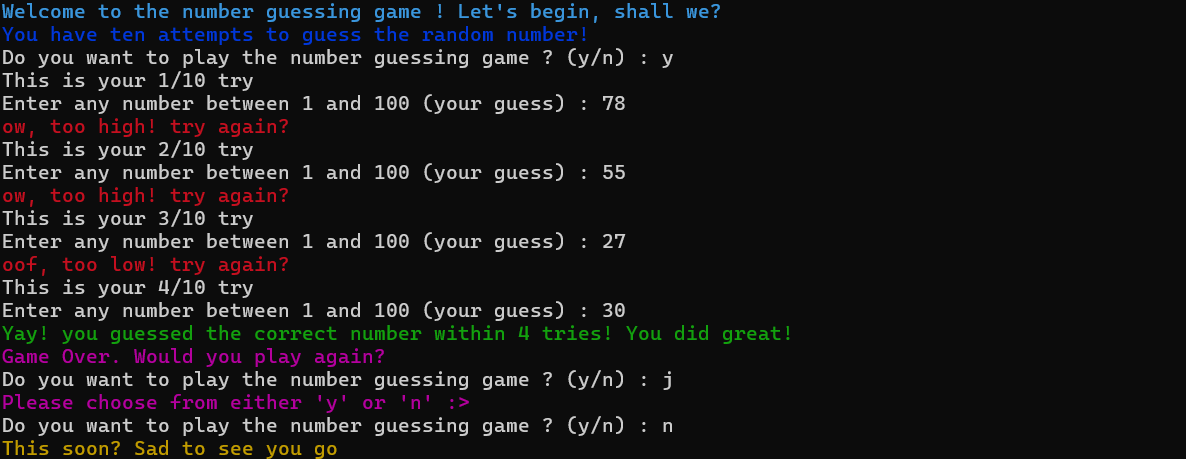 Welcome to the number guessing game ! Let's begin, shall we?
You have ten attempts to guess the random number!
Do you want to play the number guessing game ? (y/n) : y
This is your 1/10 try
Enter any number between 1 and 100 (your guess) : 78
ow, too high! try again?
This is your 2/10 try
Enter any number between 1 and 100 (your guess) : 55
ow, too high! try again?
This is your 3/10 try
Enter any number between 1 and 100 (your guess) : 27
oof, too low! try again?
This is your 4/10 try
Enter any number between 1 and 100 (your guess) : 30
Yay! you guessed the correct number within 4 tries! You did great!
Game Over. Would you play again?
Do you want to play the number guessing game ? (y/n) : j
Please choose from either 'y' or 'n' :>
Do you want to play the number guessing game ? (y/n) : n
This soon? Sad to see you go